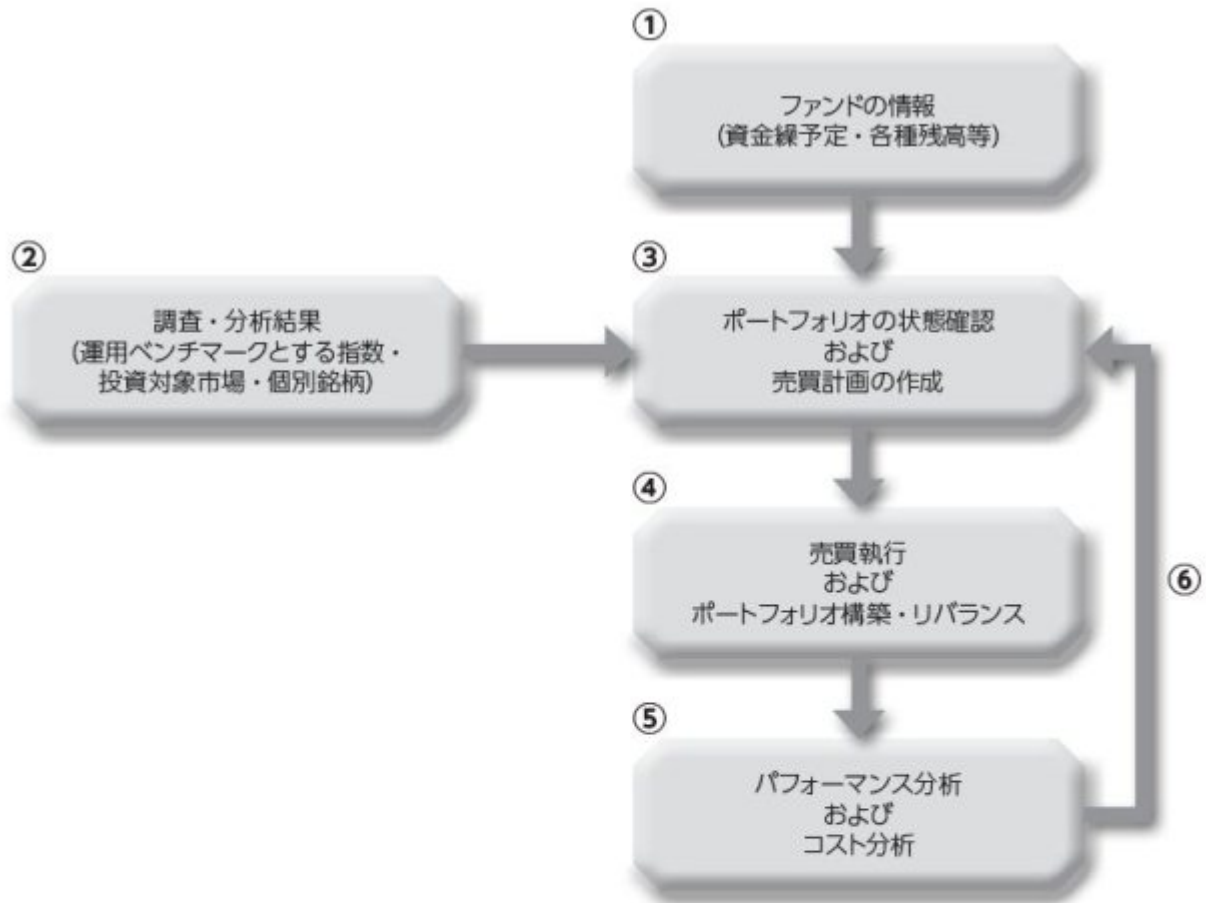 ①
ファンドの情報
(資金繰予定・各種残高等)
②
調査・分析結果
(運用ベンチマークとする指数・
投資対象市場・個別銘柄)
③
ポートフォリオの状態確認
および
売買計画の作成
④
売買執行
および
ポートフォリオ構築・リバランス
⑤
パフォーマンス分析
および
コスト分析
⑥